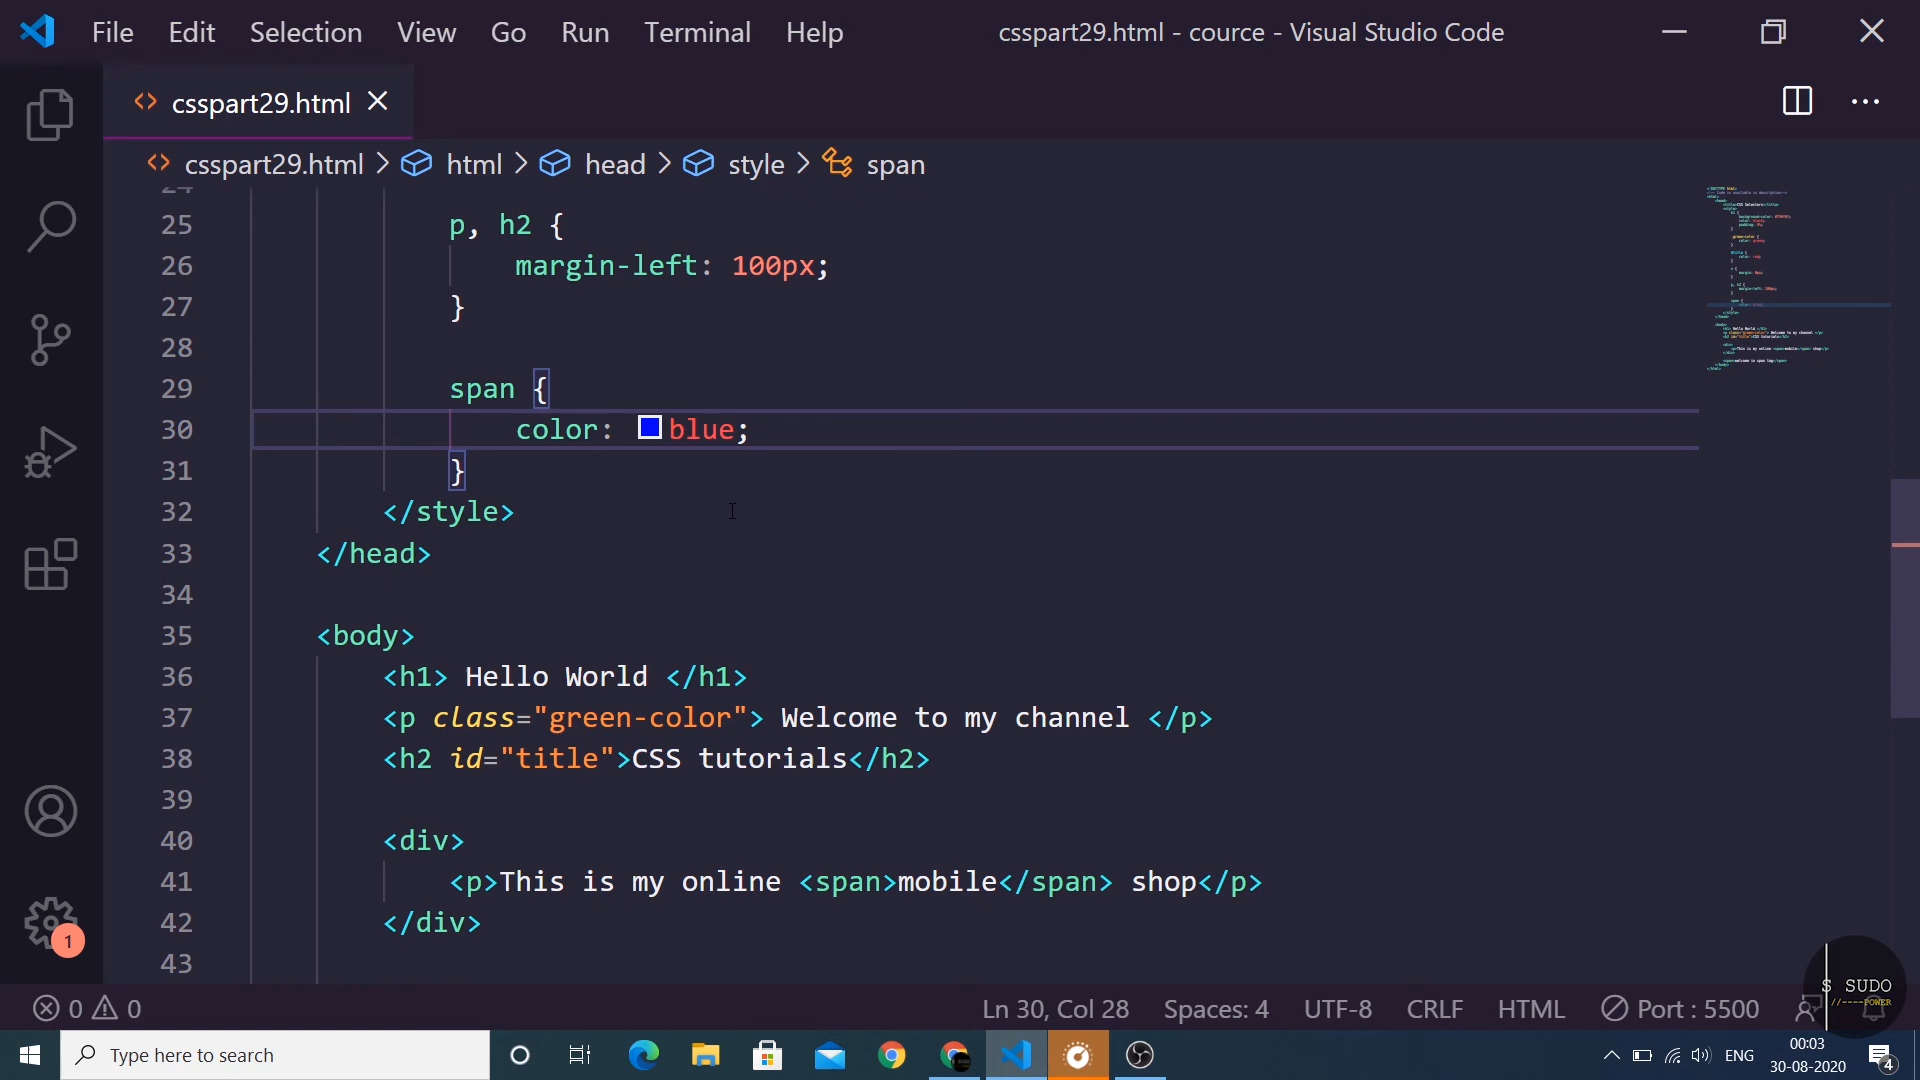 File Edit Selection View Go Run Terminal Help csspart29.html - cource - Visual Studio Code
csspart29.html
csspart29.html > html > head > style > span
24
25 p, h2 {
26 margin-left: 100px;
27 }
28
29 span {
30 color: blue;
31 }
32 </style>
33 </head>
34
35 <body>
36 <h1> Hello World </h1>
37 <p class="green-color"> Welcome to my channel </p>
38 <h2 id="title">CSS tutorials</h2>
39
40 <div>
41 <p>This is my online <span>mobile</span> shop</p>
42 </div>
43
1
S SUDO
//----POWER
0 0 Ln 30, Col 28 Spaces: 4 UTF-8 CRLF HTML Port : 5500
Type here to search
ENG
00:03
30-08-2020
4